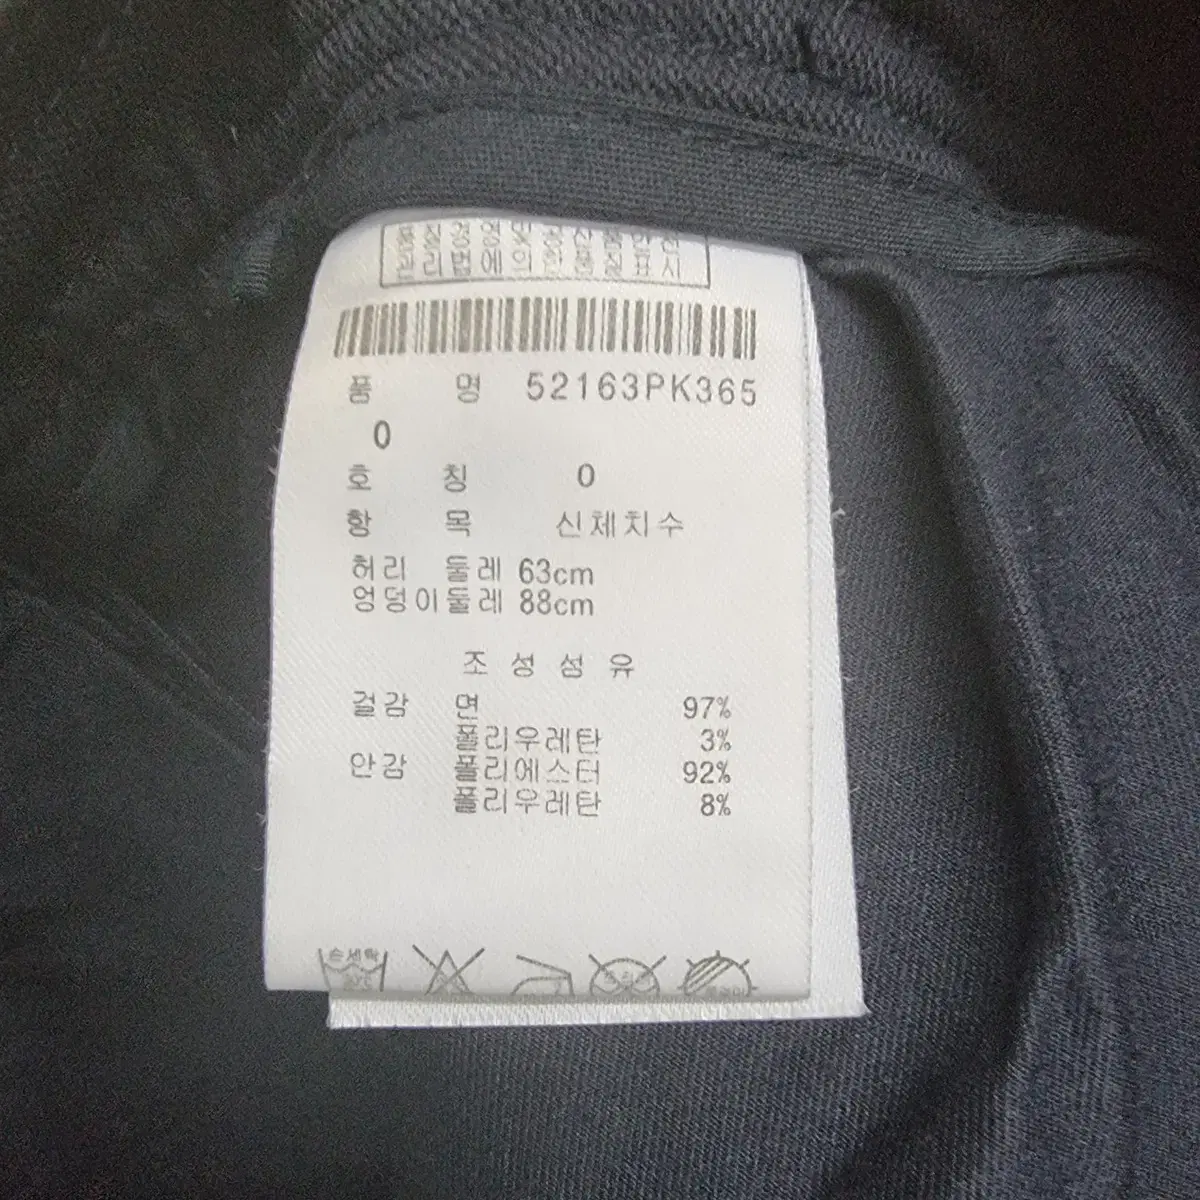 품질경영 및 공산품안전
관리법에의한품질표시
품 명 52163PK365
0
호 칭 0
항 목 신체치수
허리 둘레 63cm
엉덩이둘레 88cm
조성섬유
겉감 면 97%
폴리우레탄 3%
안감 폴리에스터 92%
폴리우레탄 8%
손세탁